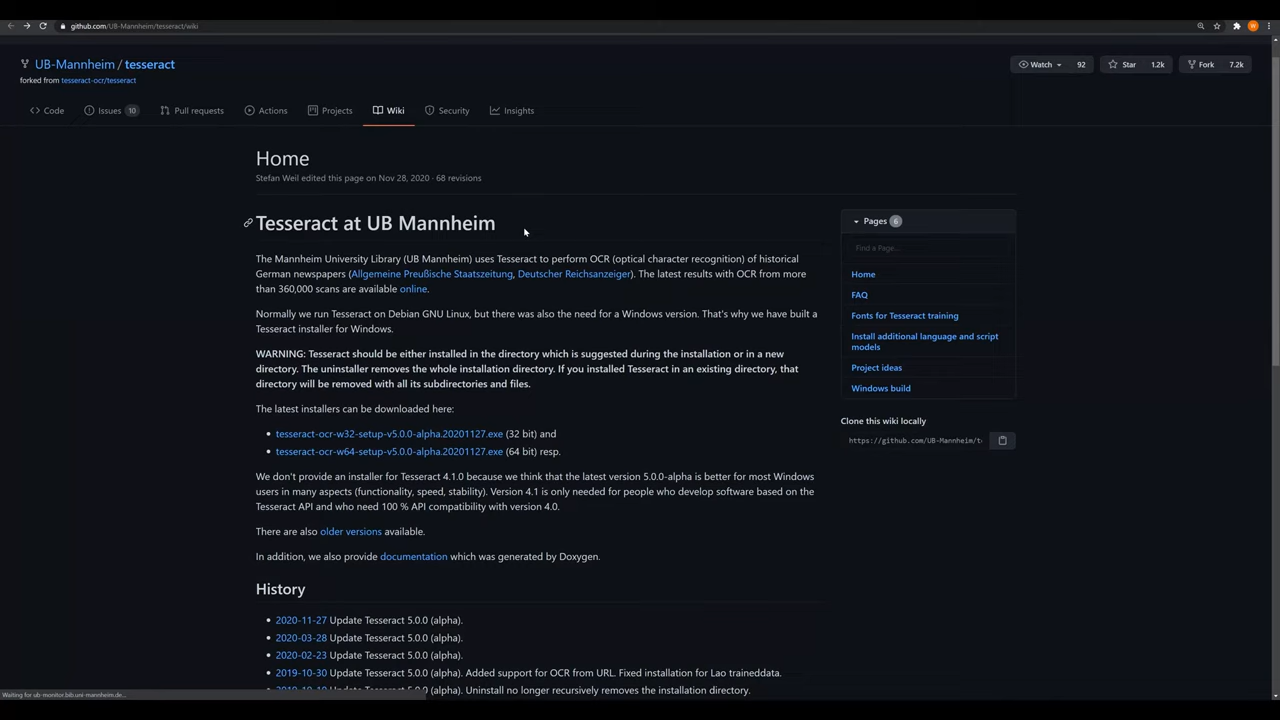 github.com/UB-Mannheim/tesseract/wiki
UB-Mannheim / tesseract
Watch 92 Star 1.2k Fork 7.2k
forked from tesseract-ocr/tesseract
Code Issues 10 Pull requests Actions Projects Wiki Security Insights
Home
Stefan Weil edited this page on Nov 28, 2020 · 68 revisions
Tesseract at UB Mannheim
The Mannheim University Library (UB Mannheim) uses Tesseract to perform OCR (optical character recognition) of historical
German newspapers (Allgemeine Preußische Staatszeitung, Deutscher Reichsanzeiger). The latest results with OCR from more
than 360,000 scans are available online.
Normally we run Tesseract on Debian GNU Linux, but there was also the need for a Windows version. That's why we have built a
Tesseract installer for Windows.
WARNING: Tesseract should be either installed in the directory which is suggested during the installation or in a new
directory. The uninstaller removes the whole installation directory. If you installed Tesseract in an existing directory, that
directory will be removed with all its subdirectories and files.
The latest installers can be downloaded here:
• tesseract-ocr-w32-setup-v5.0.0-alpha.20201127.exe (32 bit) and
• tesseract-ocr-w64-setup-v5.0.0-alpha.20201127.exe (64 bit) resp.
We don't provide an installer for Tesseract 4.1.0 because we think that the latest version 5.0.0-alpha is better for most Windows
users in many aspects (functionality, speed, stability). Version 4.1 is only needed for people who develop software based on the
Tesseract API and who need 100 % API compatibility with version 4.0.
There are also older versions available.
In addition, we also provide documentation which was generated by Doxygen.
History
• 2020-11-27 Update Tesseract 5.0.0 (alpha).
• 2020-03-28 Update Tesseract 5.0.0 (alpha).
• 2020-02-23 Update Tesseract 5.0.0 (alpha).
• 2019-10-30 Update Tesseract 5.0.0 (alpha). Added support for OCR from URL. Fixed installation for Lao traineddata.
• 2019-10-10 Update Tesseract 5.0.0 (alpha). Uninstall no longer recursively removes the installation directory.
Pages 6
Find a Page...
Home
FAQ
Fonts for Tesseract training
Install additional language and script
models
Project ideas
Windows build
Clone this wiki locally
https://github.com/UB-Mannheim/t
Waiting for ub-monitor.bib.uni-mannheim.de...